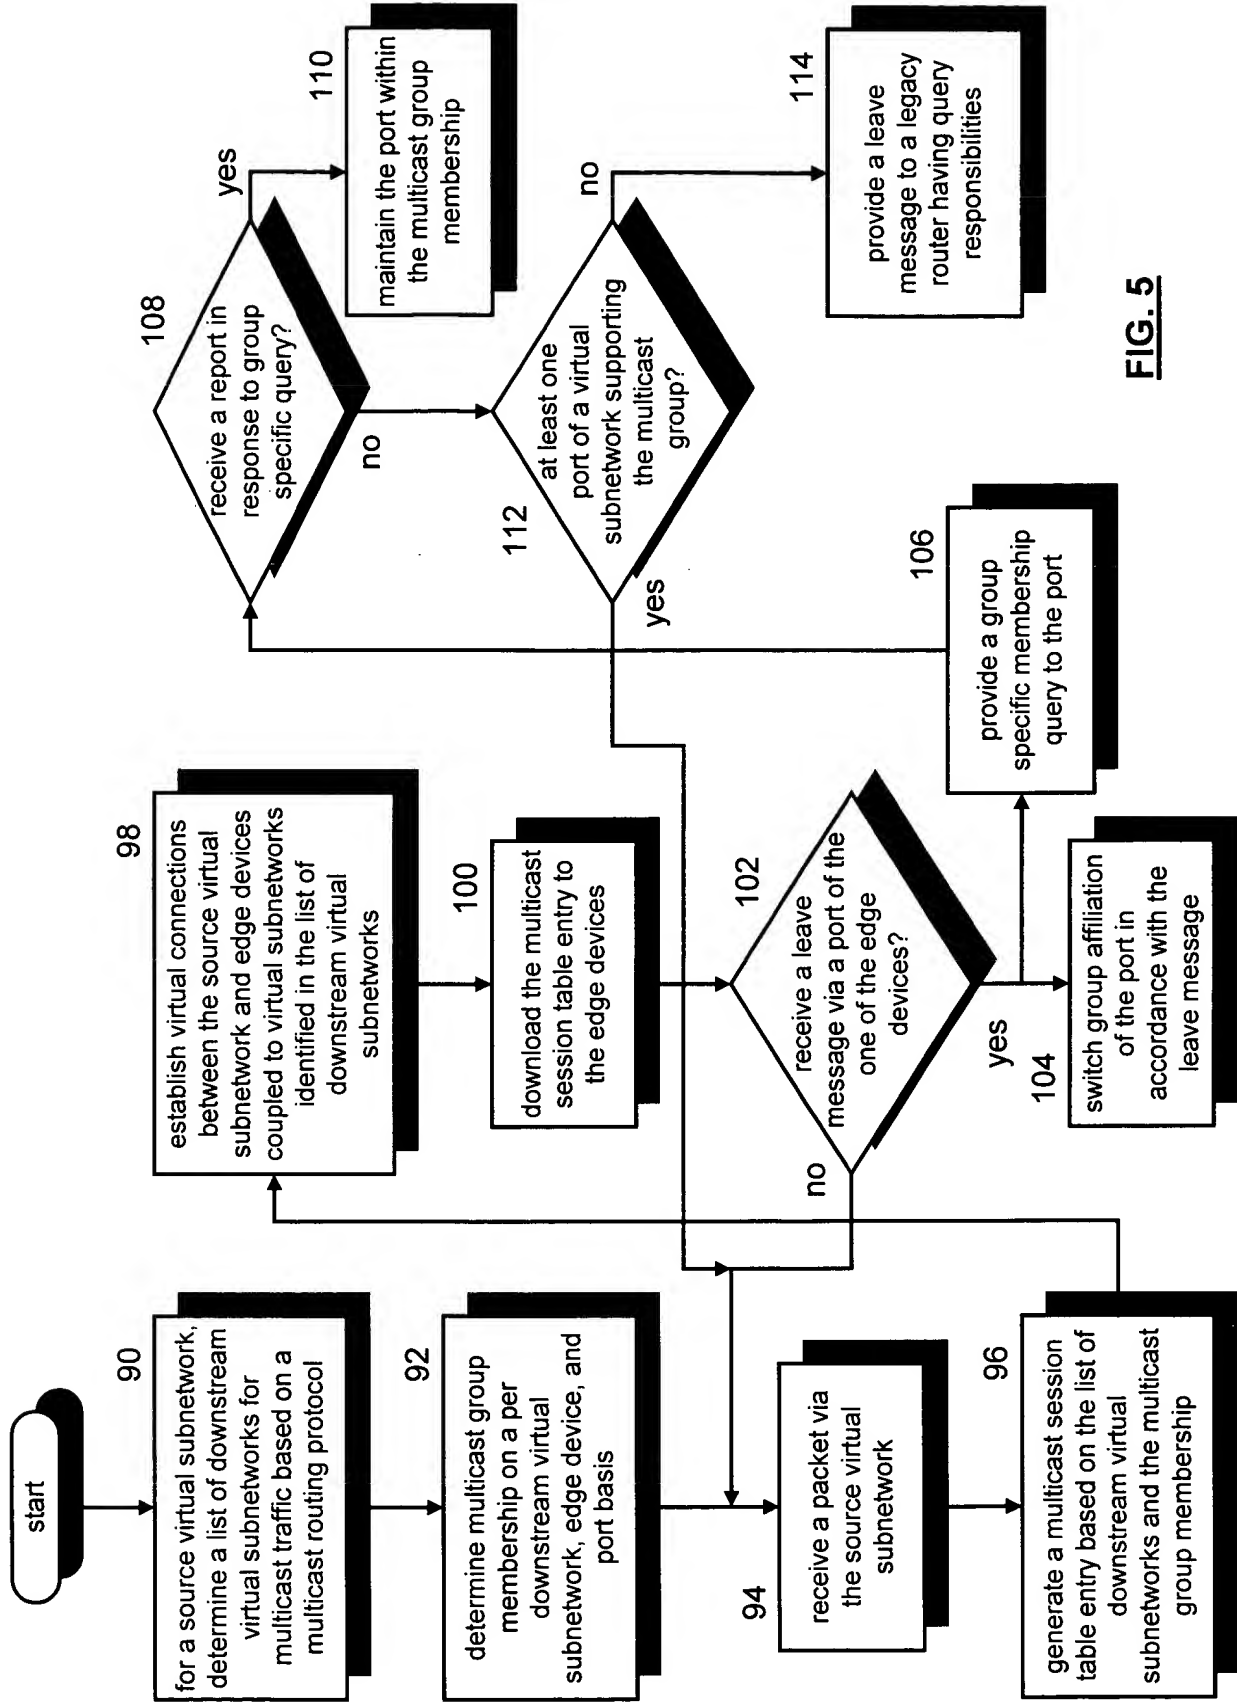 start
90
for a source virtual subnetwork,
determine a list of downstream
virtual subnetworks for
multicast traffic based on a
multicast routing protocol
92
determine multicast group
membership on a per
downstream virtual
subnetwork, edge device, and
port basis
94
receive a packet via
the source virtual
subnetwork
96
generate a multicast session
table entry based on the list of
downstream virtual
subnetworks and the multicast
group membership
98
establish virtual connections
between the source virtual
subnetwork and edge devices
coupled to virtual subnetworks
identified in the list of
downstream virtual
subnetworks
100
download the multicast
session table entry to
the edge devices
102
receive a leave
message via a port of the
one of the edge
devices?
no
yes
104
switch group affiliation
of the port in
accordance with the
leave message
106
provide a group
specific membership
query to the port
108
receive a report in
response to group
specific query?
yes
no
110
maintain the port within
the multicast group
membership
112
at least one
port of a virtual
subnetwork supporting
the multicast
group?
yes
no
114
provide a leave
message to a legacy
router having query
responsibilities
FIG. 5